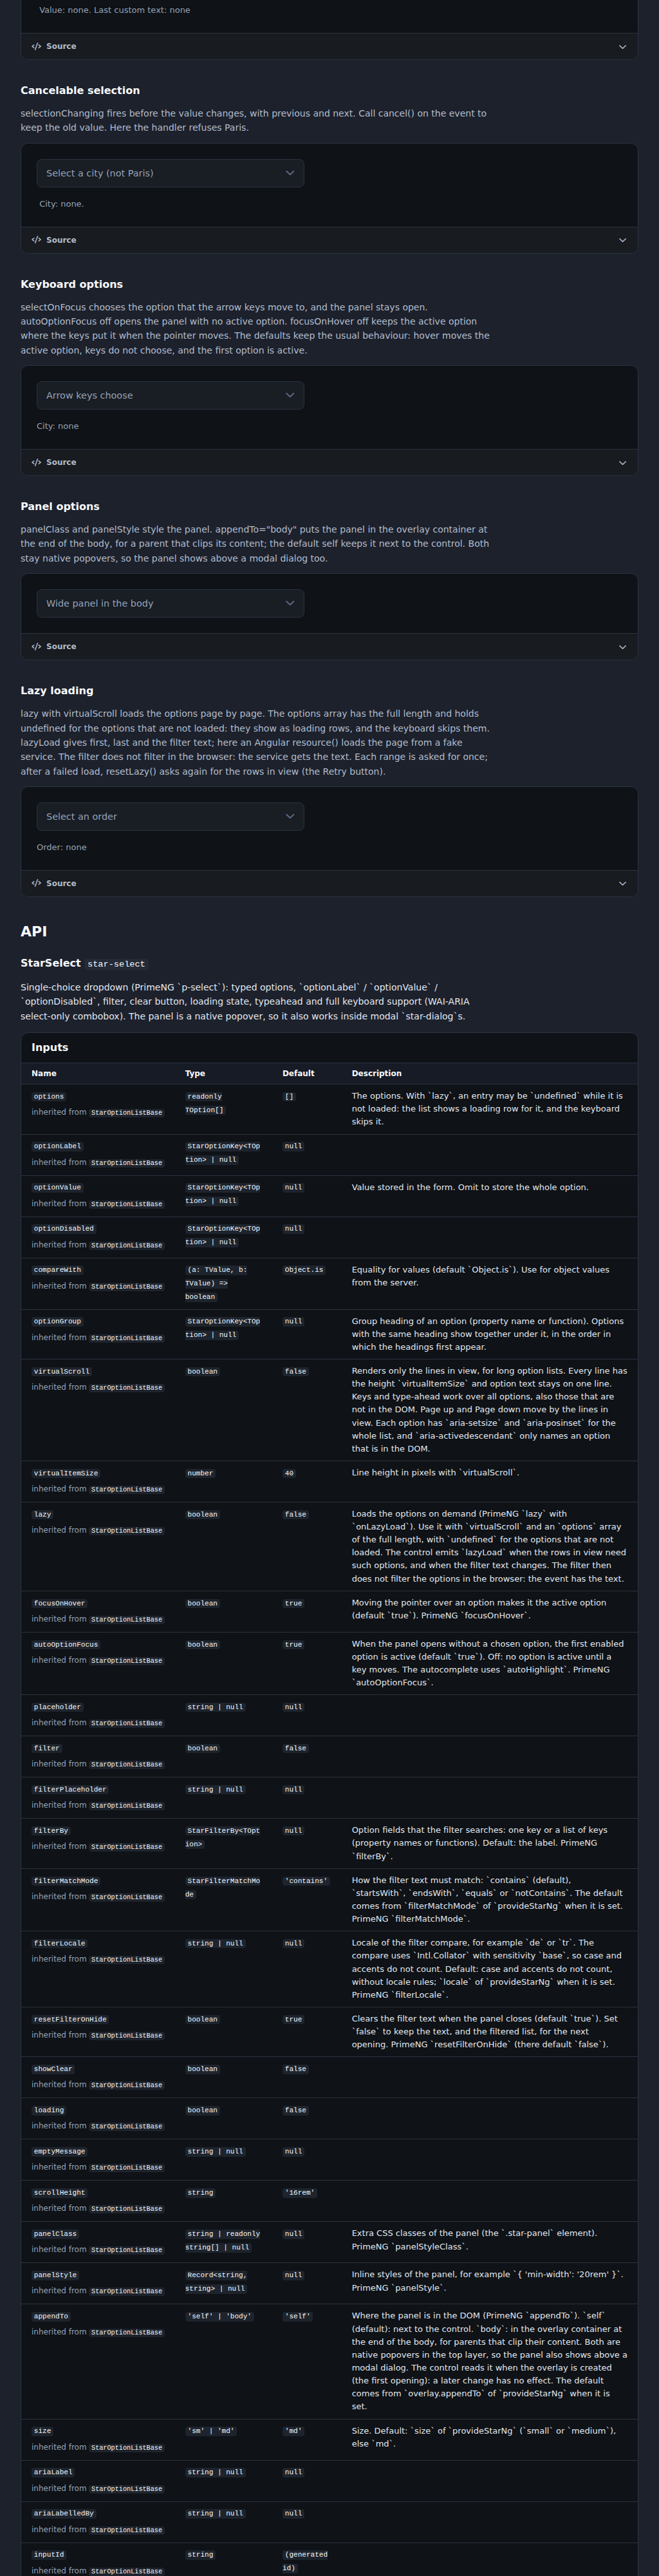 Value: none. Last custom text: none
</> Source
Cancelable selection
selectionChanging fires before the value changes, with previous and next. Call cancel() on the event to
keep the old value. Here the handler refuses Paris.
Select a city (not Paris)
City: none.
</> Source
Keyboard options
selectOnFocus chooses the option that the arrow keys move to, and the panel stays open.
autoOptionFocus off opens the panel with no active option. focusOnHover off keeps the active option
where the keys put it when the pointer moves. The defaults keep the usual behaviour: hover moves the
active option, keys do not choose, and the first option is active.
Arrow keys choose
City: none
</> Source
Panel options
panelClass and panelStyle style the panel. appendTo="body" puts the panel in the overlay container at
the end of the body, for a parent that clips its content; the default self keeps it next to the control. Both
stay native popovers, so the panel shows above a modal dialog too.
Wide panel in the body
</> Source
Lazy loading
lazy with virtualScroll loads the options page by page. The options array has the full length and holds
undefined for the options that are not loaded: they show as loading rows, and the keyboard skips them.
lazyLoad gives first, last and the filter text; here an Angular resource() loads the page from a fake
service. The filter does not filter in the browser: the service gets the text. Each range is asked for once;
after a failed load, resetLazy() asks again for the rows in view (the Retry button).
Select an order
Order: none
</> Source
API
StarSelect star-select
Single-choice dropdown (PrimeNG `p-select`): typed options, `optionLabel` / `optionValue` /
`optionDisabled`, filter, clear button, loading state, typeahead and full keyboard support (WAI-ARIA
select-only combobox). The panel is a native popover, so it also works inside modal `star-dialog`s.
Inputs
Name Type Default Description
options readonly [] The options. With `lazy`, an entry may be `undefined` while it is
inherited from StarOptionListBase TOption[] not loaded: the list shows a loading row for it, and the keyboard
skips it.
optionLabel StarOptionKey<TOp null
inherited from StarOptionListBase tion> | null
optionValue StarOptionKey<TOp null Value stored in the form. Omit to store the whole option.
inherited from StarOptionListBase tion> | null
optionDisabled StarOptionKey<TOp null
inherited from StarOptionListBase tion> | null
compareWith (a: TValue, b: Object.is Equality for values (default `Object.is`). Use for object values
inherited from StarOptionListBase TValue) => from the server.
boolean
optionGroup StarOptionKey<TOp null Group heading of an option (property name or function). Options
inherited from StarOptionListBase tion> | null with the same heading show together under it, in the order in
which the headings first appear.
virtualScroll boolean false Renders only the lines in view, for long option lists. Every line has
inherited from StarOptionListBase the height `virtualItemSize` and option text stays on one line.
Keys and type-ahead work over all options, also those that are
not in the DOM. Page up and Page down move by the lines in
view. Each option has `aria-setsize` and `aria-posinset` for the
whole list, and `aria-activedescendant` only names an option
that is in the DOM.
virtualItemSize number 40 Line height in pixels with `virtualScroll`.
inherited from StarOptionListBase
lazy boolean false Loads the options on demand (PrimeNG `lazy` with
inherited from StarOptionListBase `onLazyLoad`). Use it with `virtualScroll` and an `options` array
of the full length, with `undefined` for the options that are not
loaded. The control emits `lazyLoad` when the rows in view need
such options, and when the filter text changes. The filter then
does not filter the options in the browser: the event has the text.
focusOnHover boolean true Moving the pointer over an option makes it the active option
inherited from StarOptionListBase (default `true`). PrimeNG `focusOnHover`.
autoOptionFocus boolean true When the panel opens without a chosen option, the first enabled
inherited from StarOptionListBase option is active (default `true`). Off: no option is active until a
key moves. The autocomplete uses `autoHighlight`. PrimeNG
`autoOptionFocus`.
placeholder string | null null
inherited from StarOptionListBase
filter boolean false
inherited from StarOptionListBase
filterPlaceholder string | null null
inherited from StarOptionListBase
filterBy StarFilterBy<TOpt null Option fields that the filter searches: one key or a list of keys
inherited from StarOptionListBase ion> (property names or functions). Default: the label. PrimeNG
`filterBy`.
filterMatchMode StarFilterMatchMo 'contains' How the filter text must match: `contains` (default),
inherited from StarOptionListBase de `startsWith`, `endsWith`, `equals` or `notContains`. The default
comes from `filterMatchMode` of `provideStarNg` when it is set.
PrimeNG `filterMatchMode`.
filterLocale string | null null Locale of the filter compare, for example `de` or `tr`. The
inherited from StarOptionListBase compare uses `Intl.Collator` with sensitivity `base`, so case and
accents do not count. Default: case and accents do not count,
without locale rules; `locale` of `provideStarNg` when it is set.
PrimeNG `filterLocale`.
resetFilterOnHide boolean true Clears the filter text when the panel closes (default `true`). Set
inherited from StarOptionListBase `false` to keep the text, and the filtered list, for the next
opening. PrimeNG `resetFilterOnHide` (there default `false`).
showClear boolean false
inherited from StarOptionListBase
loading boolean false
inherited from StarOptionListBase
emptyMessage string | null null
inherited from StarOptionListBase
scrollHeight string '16rem'
inherited from StarOptionListBase
panelClass string | readonly null Extra CSS classes of the panel (the `.star-panel` element).
inherited from StarOptionListBase string[] | null PrimeNG `panelStyleClass`.
panelStyle Record<string, null Inline styles of the panel, for example `{ 'min-width': '20rem' }`.
inherited from StarOptionListBase string> | null PrimeNG `panelStyle`.
appendTo 'self' | 'body' 'self' Where the panel is in the DOM (PrimeNG `appendTo`). `self`
inherited from StarOptionListBase (default): next to the control. `body`: in the overlay container at
the end of the body, for parents that clip their content. Both are
native popovers in the top layer, so the panel also shows above a
modal dialog. The control reads it when the overlay is created
(the first opening): a later change has no effect. The default
comes from `overlay.appendTo` of `provideStarNg` when it is
set.
size 'sm' | 'md' 'md' Size. Default: `size` of `provideStarNg` (`small` or `medium`),
inherited from StarOptionListBase else `md`.
ariaLabel string | null null
inherited from StarOptionListBase
ariaLabelledBy string | null null
inherited from StarOptionListBase
inputId string (generated
inherited from StarOptionListBase id)